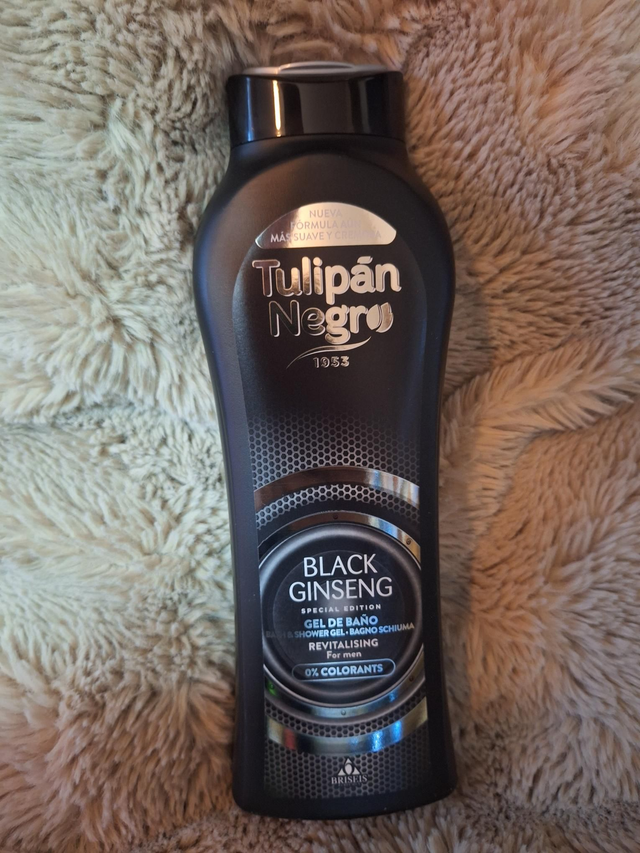 NUEVA
FÓRMULA
MÁS SUAVE Y
Tulipán
Negro
1953
BLACK
GINSENG
SPECIAL EDITION
GEL DE BAÑO
& SHOWER GEL • BAGNO SCHIUMA
REVITALISING
For men
0% COLORANTS
BRISEIS